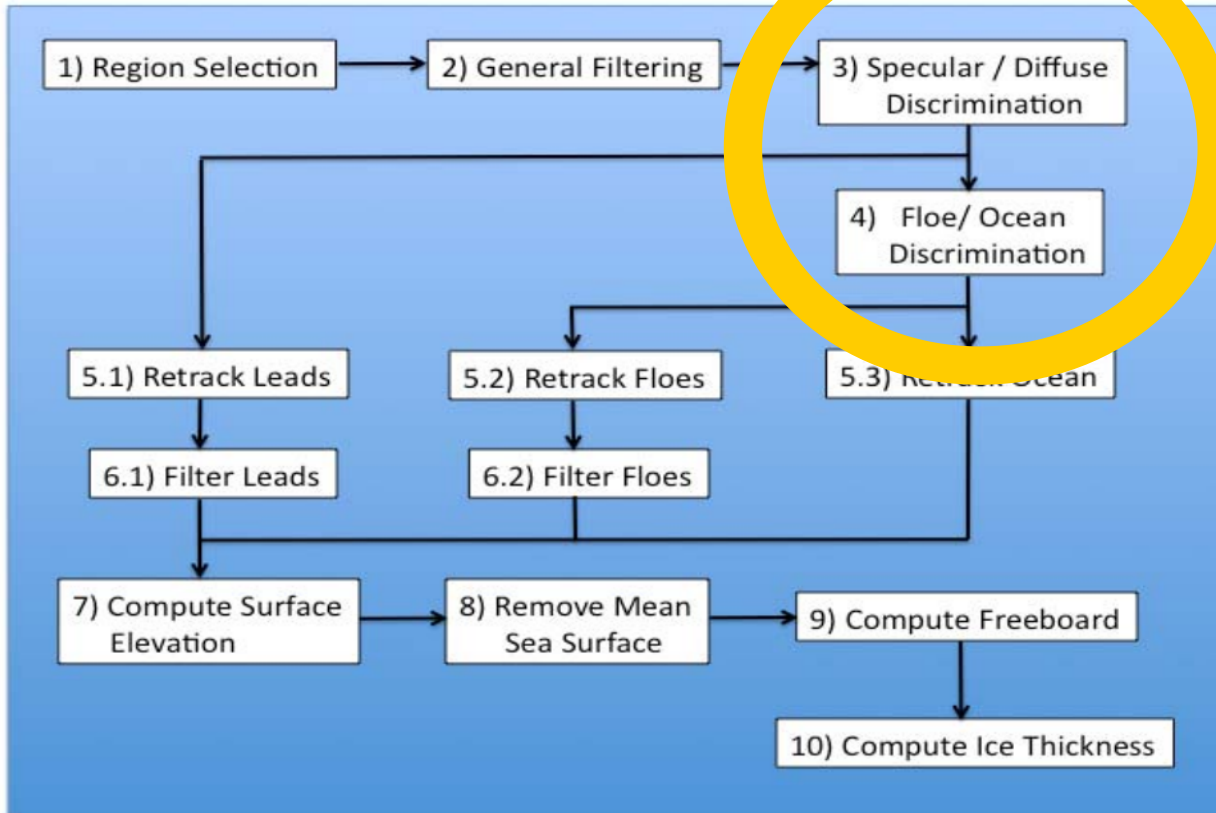 1) Region Selection
2) General Filtering
3) Specular / Diffuse
Discrimination
4) Floe/ Ocean
Discrimination
5.1) Retrack Leads
5.2) Retrack Floes
5.3) Retrack Ocean
6.1) Filter Leads
6.2) Filter Floes
7) Compute Surface
Elevation
8) Remove Mean
Sea Surface
9) Compute Freeboard
10) Compute Ice Thickness